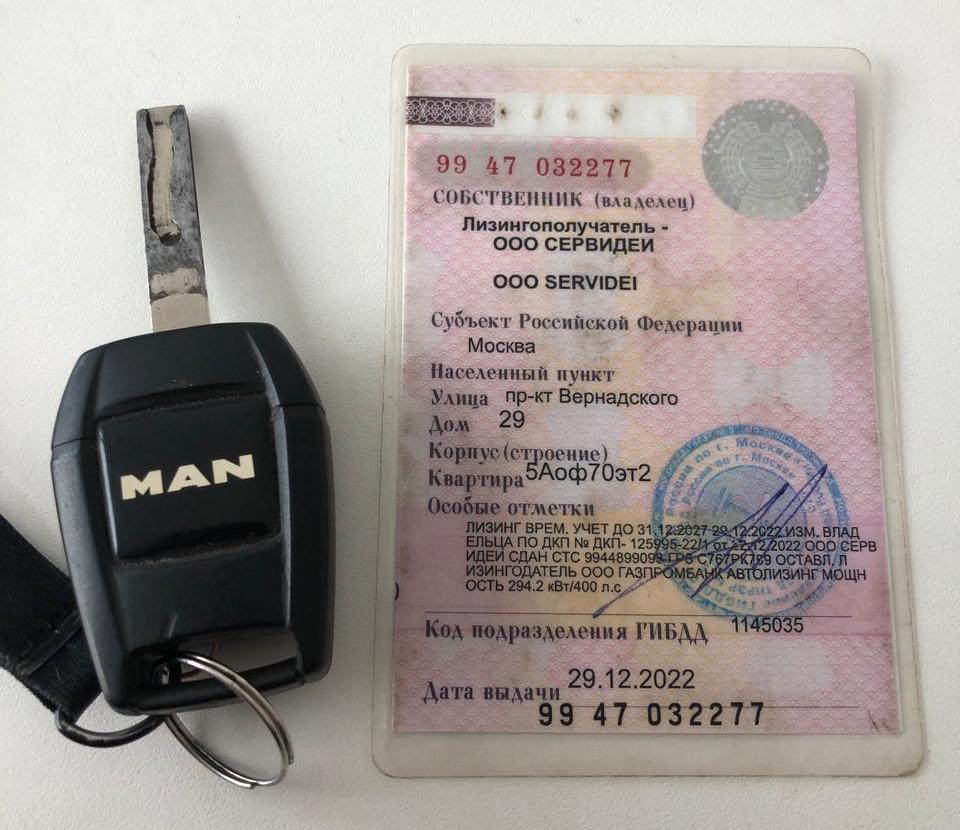 MAN
99 47 032277
СОБСТВЕННИК (владелец)
Лизингополучатель -
ООО СЕРВИДЕИ
OOO SERVIDEI
Субъект Российской Федерации
Москва
Населенный пункт
Улица пр-кт Вернадского
Дом 29
Корпус (строение)
Квартира 5Аоф70эт2
Особые отметки
ЛИЗИНГ ВРЕМ. УЧЕТ ДО 31.12.2027 29.12.2022 ИЗМ. ВЛАД
ЕЛЬЦА ПО ДКП № ДКП- 125995-22/1 от 22.12.2022 ООО СЕРВ
ИДЕИ СДАН СТС 9944899093 ГРЗ С767РК789 ОСТАВЛ. Л
ИЗИНГОДАТЕЛЬ ООО ГАЗПРОМБАНК АВТОЛИЗИНГ МОЩН
ОСТЬ 294.2 кВт/400 л.с
Код подразделения ГИБДД 1145035
Дата выдачи 29.12.2022
99 47 032277